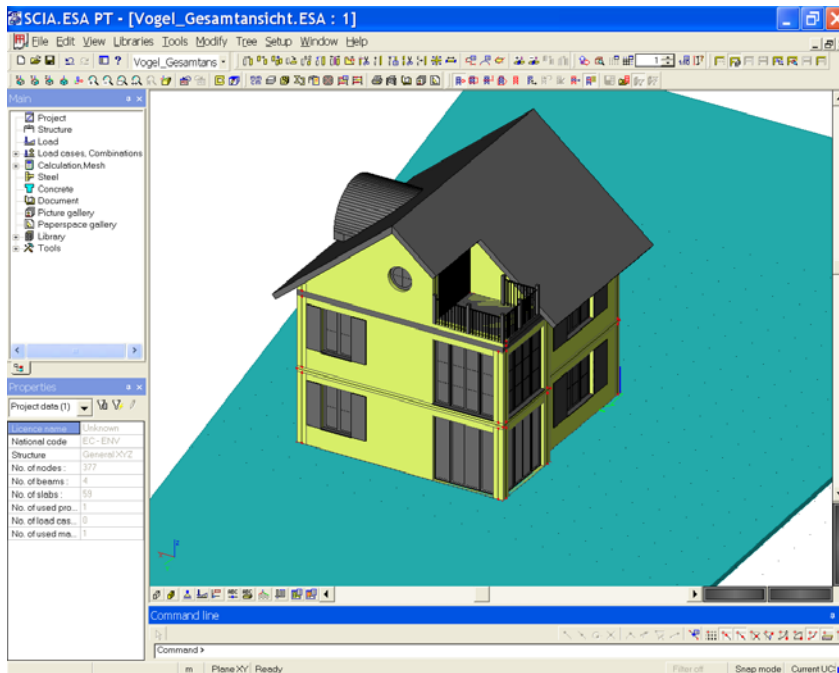 SCIA.ESA PT - [Vogel_Gesamtansicht.ESA : 1]
File Edit View Libraries Tools Modify Tree Setup Window Help
Vogel_Gesamtans
1
Main
Project
Structure
Load
Load cases, Combinations
Calculation,Mesh
Steel
Concrete
Document
Picture gallery
Paperspace gallery
Library
Tools
Properties
Project data (1)
Licence name Unknown
National code EC-ENV
Structure General XYZ
No. of nodes : 377
No. of beams : 4
No. of slabs : 59
No. of used pro... 1
No. of load cas... 0
No. of used ma... 1
Command line
Command >
m Plane XY Ready Filter off Snap mode Current UCS